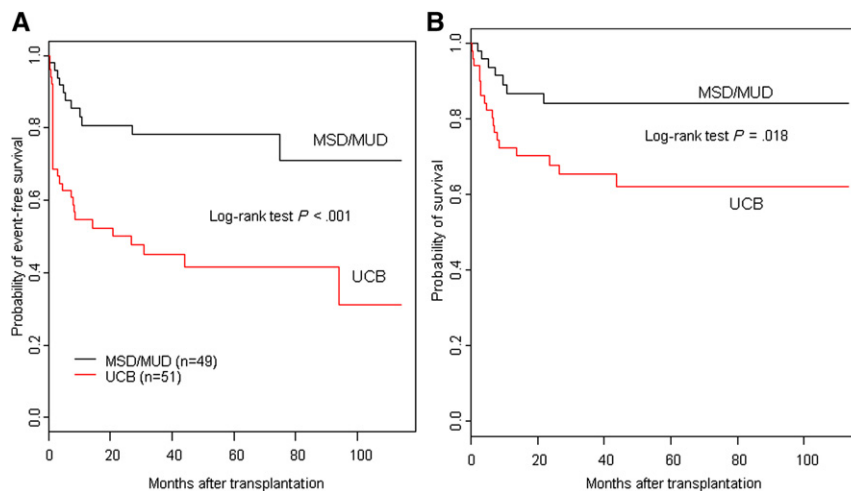 A
Probability of event-free survival
1.0
0.8
0.6
0.4
0.2
0.0
MSD/MUD
Log-rank test P < .001
UCB
MSD/MUD (n=49)
UCB (n=51)
0 20 40 60 80 100
Months after transplantation
B
Probability of survival
1.0
0.8
0.6
0.4
0.2
0.0
MSD/MUD
Log-rank test P = .018
UCB
0 20 40 60 80 100
Months after transplantation